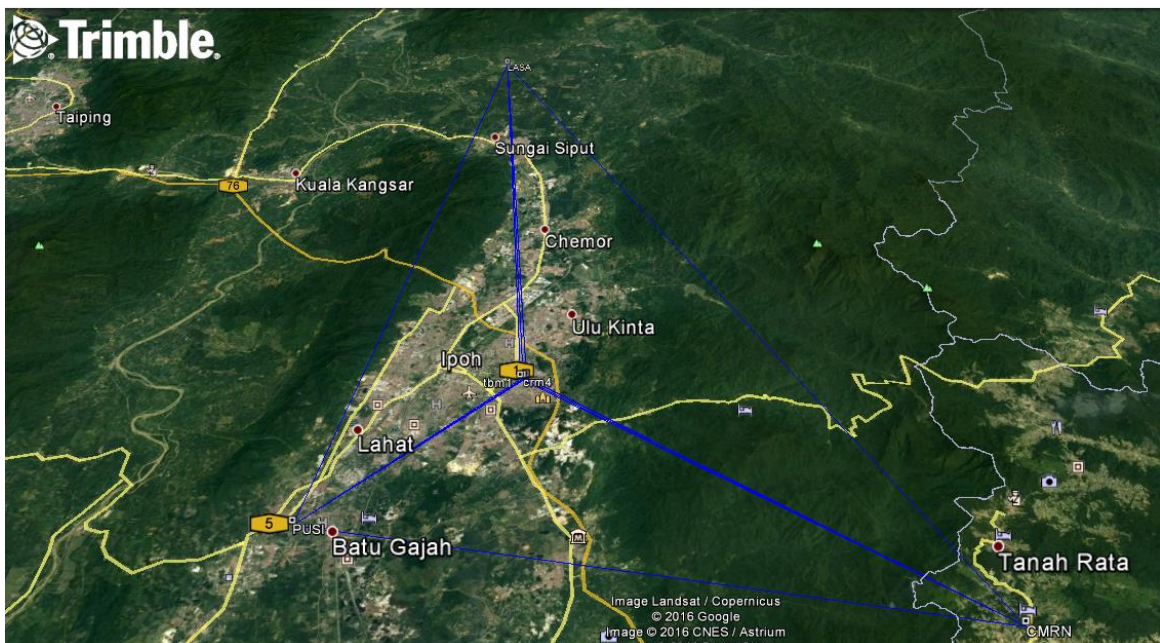 Trimble.
LASA
Taiping
Sungai Siput
76
Kuala Kangsar
Chemor
Ulu Kinta
Ipoh
1
tbm1 crm4
Lahat
5
PUSI
Batu Gajah
Tanah Rata
CMRN
Image Landsat / Copernicus
© 2016 Google
Image © 2016 CNES / Astrium